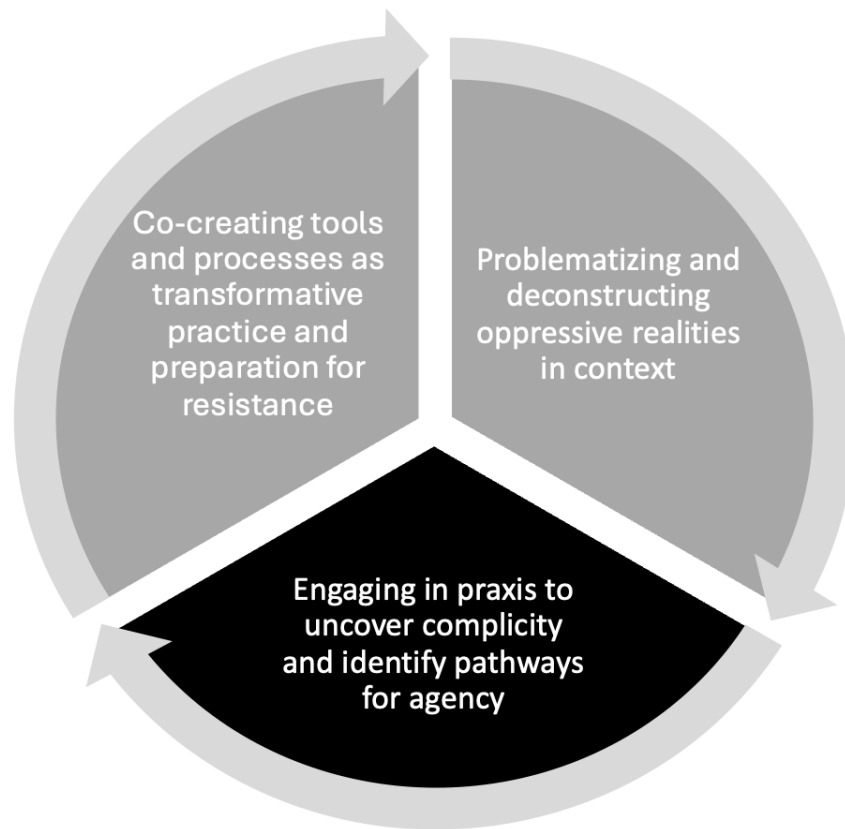 Co-creating tools
and processes as
transformative
practice and
preparation for
resistance
Problematizing and
deconstructing
oppressive realities
in context
Engaging in praxis to
uncover complicity
and identify pathways
for agency